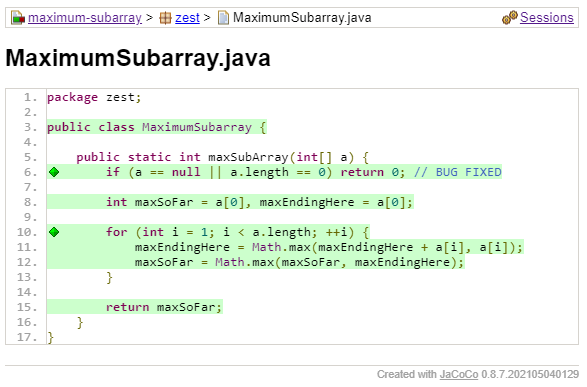 maximum-subarray > zest > MaximumSubarray.java Sessions
MaximumSubarray.java
1. package zest;
2.
3. public class MaximumSubarray {
4.
5. public static int maxSubArray(int[] a) {
6. if (a == null || a.length == 0) return 0; // BUG FIXED
7.
8. int maxSoFar = a[0], maxEndingHere = a[0];
9.
10. for (int i = 1; i < a.length; ++i) {
11. maxEndingHere = Math.max(maxEndingHere + a[i], a[i]);
12. maxSoFar = Math.max(maxSoFar, maxEndingHere);
13. }
14.
15. return maxSoFar;
16. }
17. }
Created with JaCoCo 0.8.7.202105040129